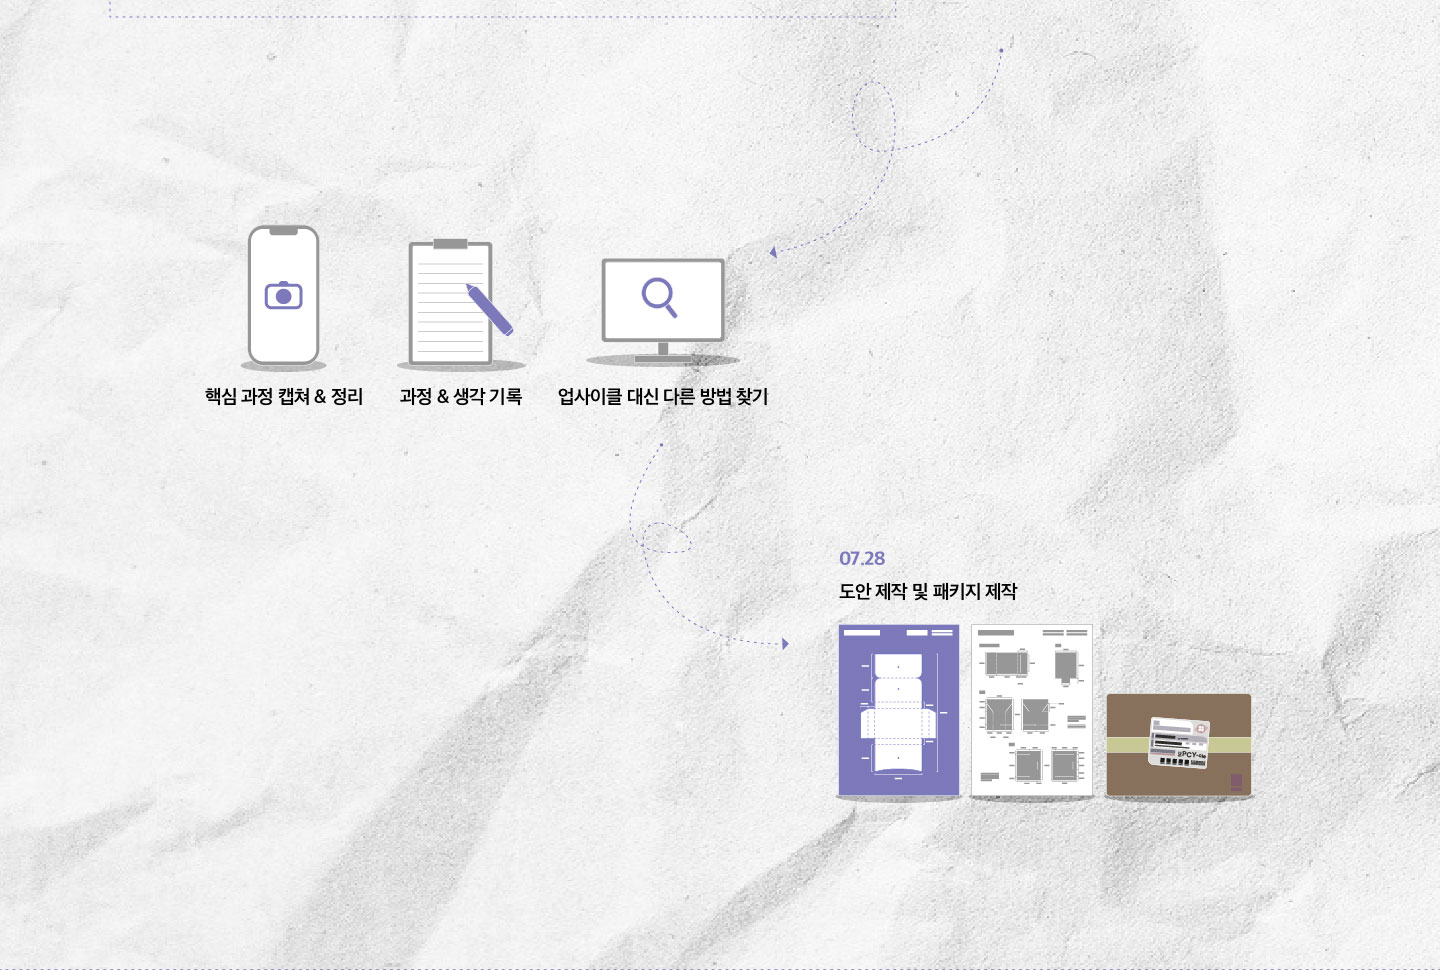 핵심 과정 캡쳐 & 정리
과정 & 생각 기록
업사이클 대신 다른 방법 찾기
07.28
도안 제작 및 패키지 제작